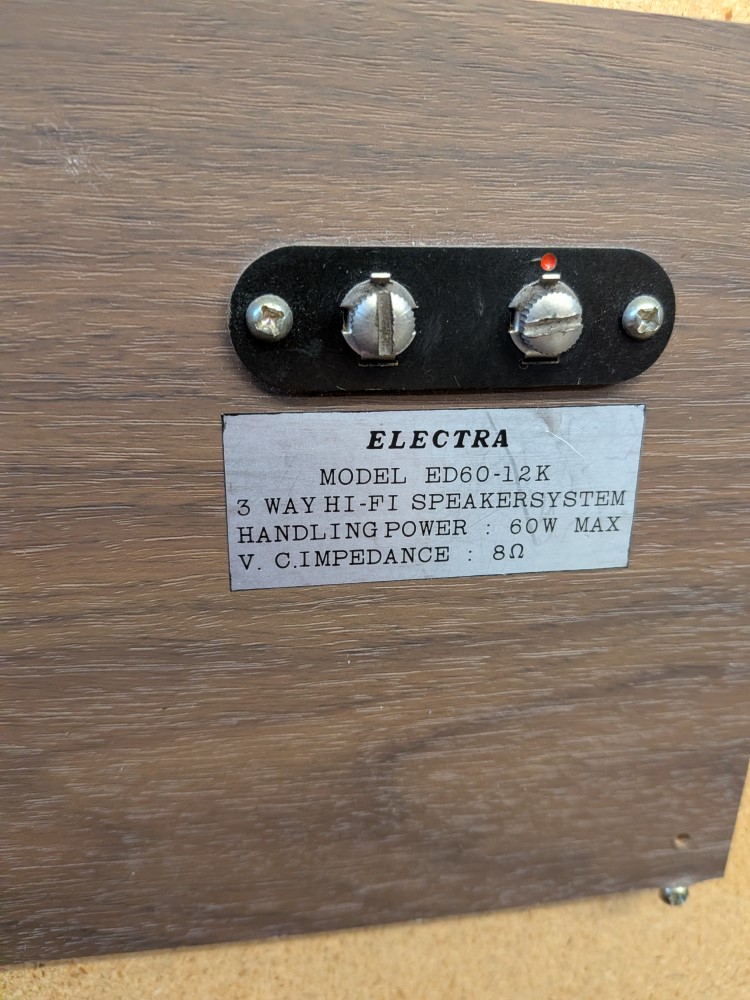 ELECTRA
MODEL ED60-12K
3 WAY HI-FI SPEAKERSYSTEM
HANDLING POWER : 60W MAX
V. C.IMPEDANCE : 8Ω